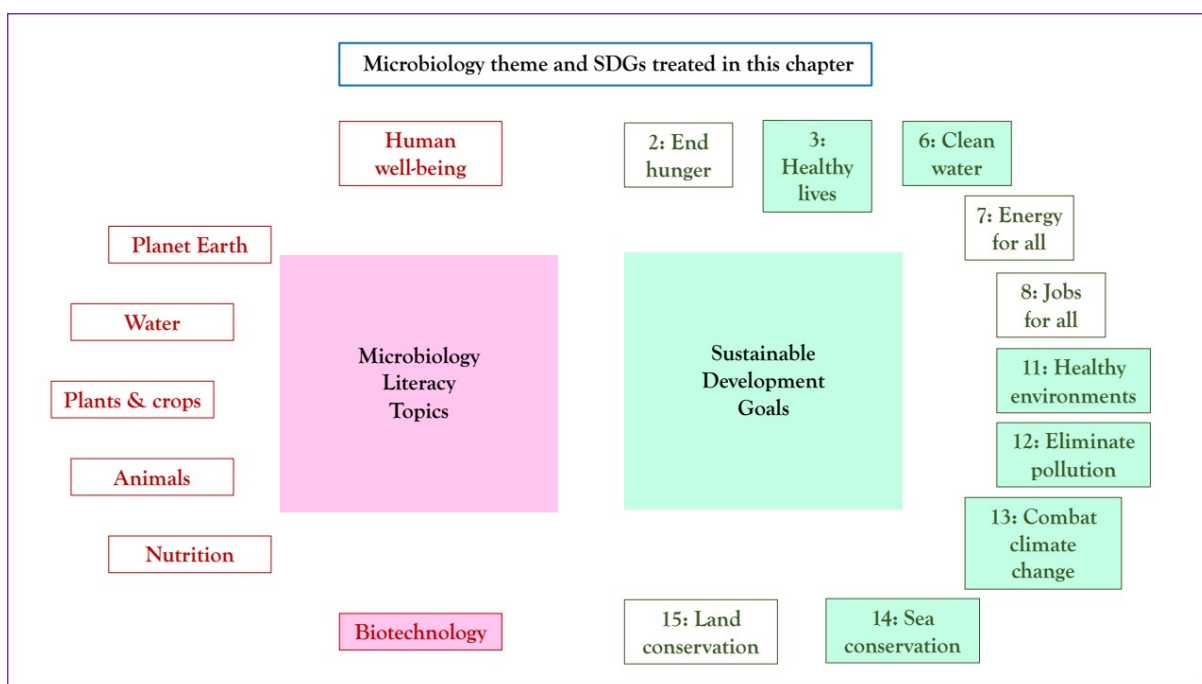 Microbiology theme and SDGs treated in this chapter
Human
well-being
Planet Earth
Water
Plants & crops
Animals
Nutrition
Biotechnology
Microbiology
Literacy
Topics
Sustainable
Development
Goals
2: End
hunger
3:
Healthy
lives
6: Clean
water
7: Energy
for all
8: Jobs
for all
11: Healthy
environments
12: Eliminate
pollution
13: Combat
climate
change
14: Sea
conservation
15: Land
conservation